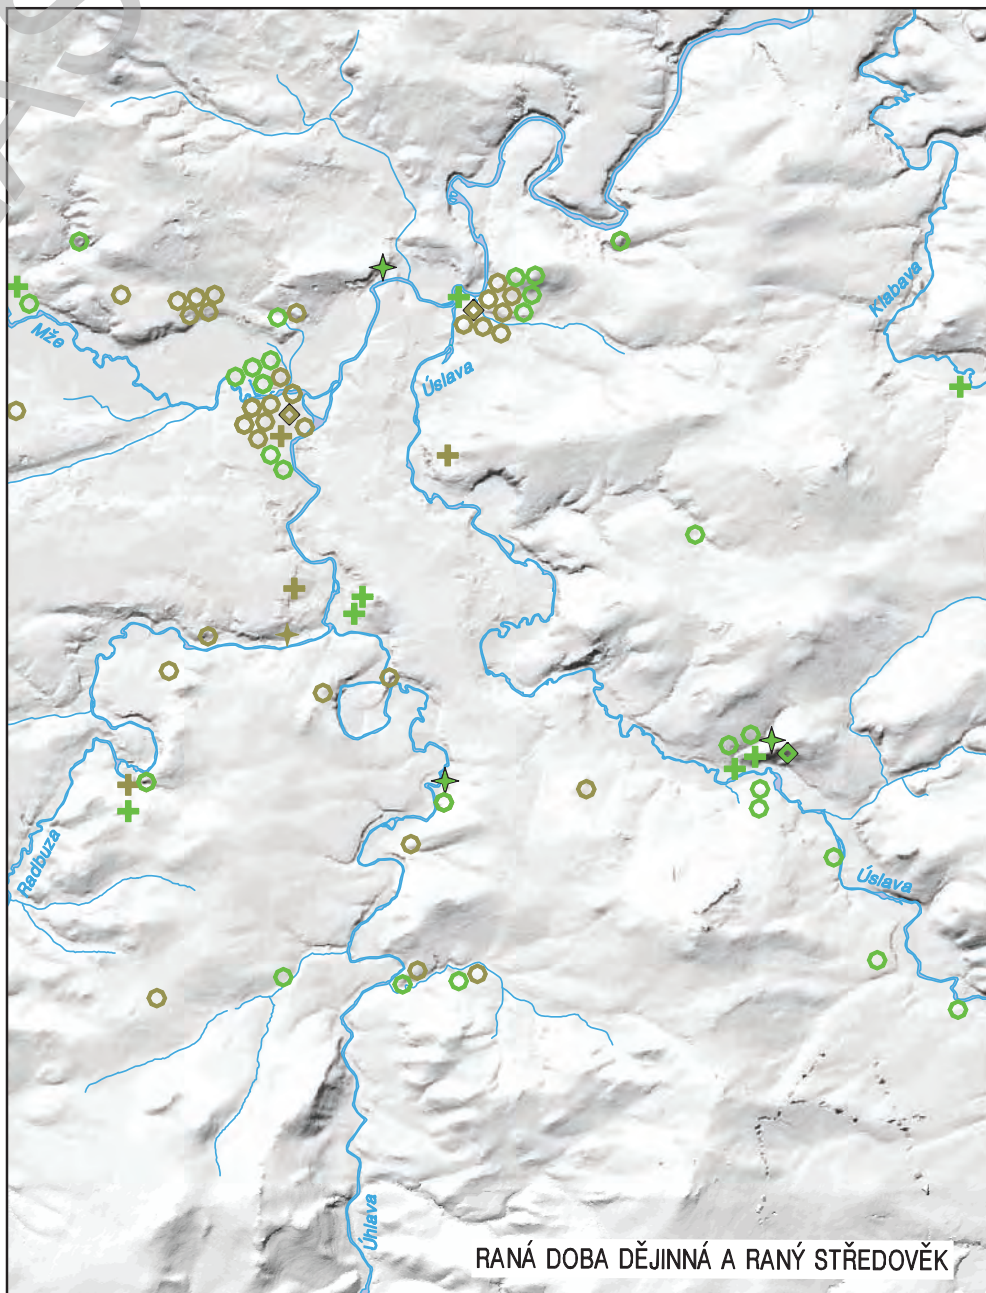 Klabava
Mže
Úslava
Radbuza
Úslava
Úhlava
RANÁ DOBA DĚJINNÁ A RANÝ STŘEDOVĚK